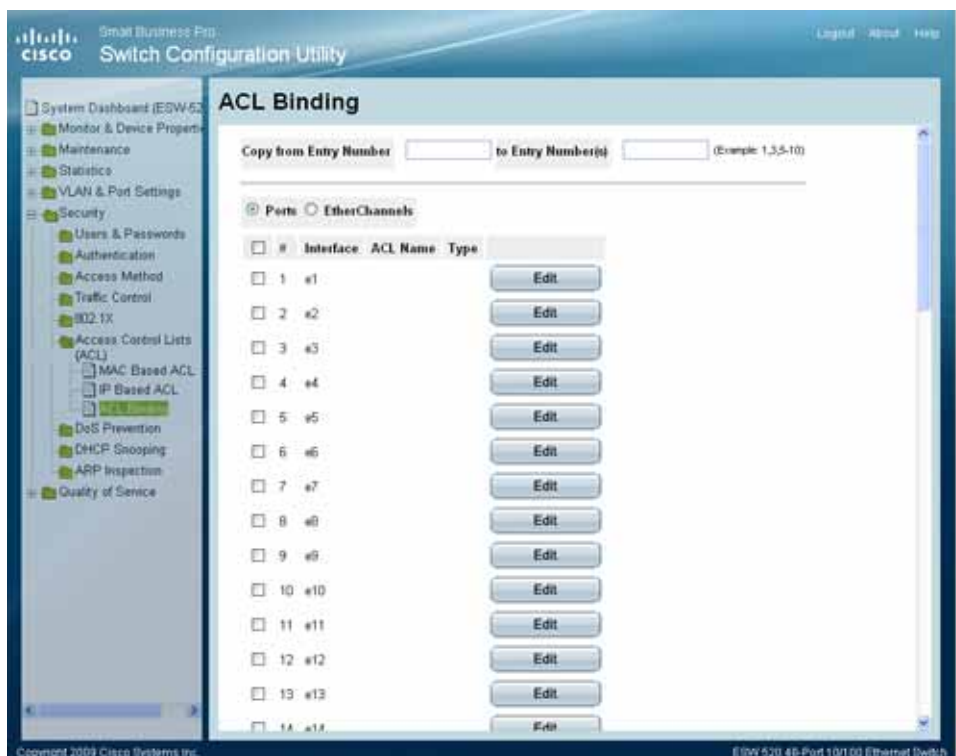 Small Business Pro
CISCO Switch Configuration Utility
Logout About Help
System Dashboard (ESW-52
Monitor & Device Properti
Maintenance
Statistics
VLAN & Port Settings
Security
Users & Passwords
Authentication
Access Method
Traffic Control
802.1X
Access Control Lists
(ACL)
MAC Based ACL
IP Based ACL
ACL Binding
DoS Prevention
DHCP Snooping
ARP Inspection
Quality of Service
ACL Binding
Copy from Entry Number to Entry Number(s) (Example: 1,3,5-10)
Ports EtherChannels
# Interface ACL Name Type
1 e1 Edit
2 e2 Edit
3 e3 Edit
4 e4 Edit
5 e5 Edit
6 e6 Edit
7 e7 Edit
8 e8 Edit
9 e9 Edit
10 e10 Edit
11 e11 Edit
12 e12 Edit
13 e13 Edit
14 e14 Edit
Copyright 2009 Cisco Systems Inc.
ESW 520 48-Port 10/100 Ethernet Switch